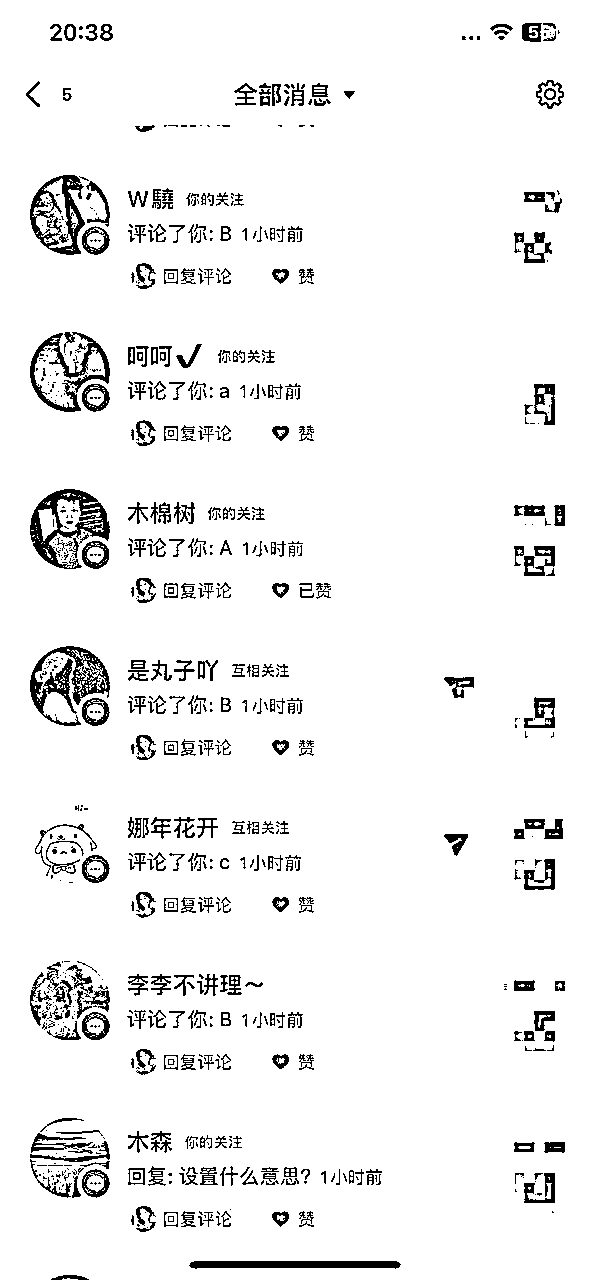 20:38
5
全部消息
W驍 你的关注
评论了你: B 1小时前
回复评论 赞
呵呵✓ 你的关注
评论了你: a 1小时前
回复评论 赞
木棉树 你的关注
评论了你: A 1小时前
回复评论 已赞
是丸子吖 互相关注
评论了你: B 1小时前
回复评论 赞
娜年花开 互相关注
评论了你: c 1小时前
回复评论 赞
李李不讲理～
评论了你: B 1小时前
回复评论 赞
木森 你的关注
回复: 设置什么意思? 1小时前
回复评论 赞